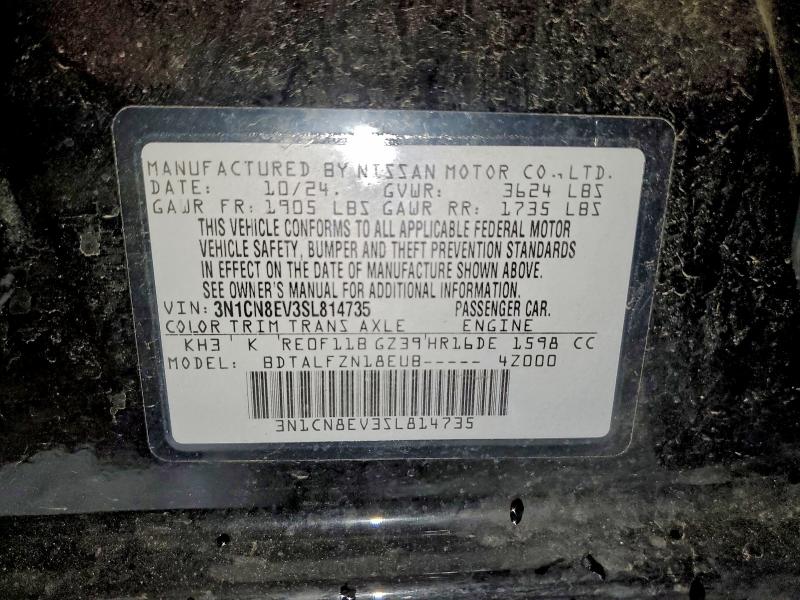 MANUFACTURED BY NISSAN MOTOR CO., LTD.
DATE: 10/24. GVWR: 3624 LBS
GAWR FR: 1905 LBS GAWR RR: 1735 LBS
THIS VEHICLE CONFORMS TO ALL APPLICABLE FEDERAL MOTOR
VEHICLE SAFETY, BUMPER AND THEFT PREVENTION STANDARDS
IN EFFECT ON THE DATE OF MANUFACTURE SHOWN ABOVE.
SEE OWNER'S MANUAL FOR ADDITIONAL INFORMATION.
VIN: 3N1CN8EV3SL814735 PASSENGER CAR.
COLOR TRIM TRANS AXLE ENGINE
KH3 K RE0F11B GZ39 HR16DE 1598 CC
MODEL: BDTALFZN18EUB----- 4Z000
3N1CN8EV3SL814735